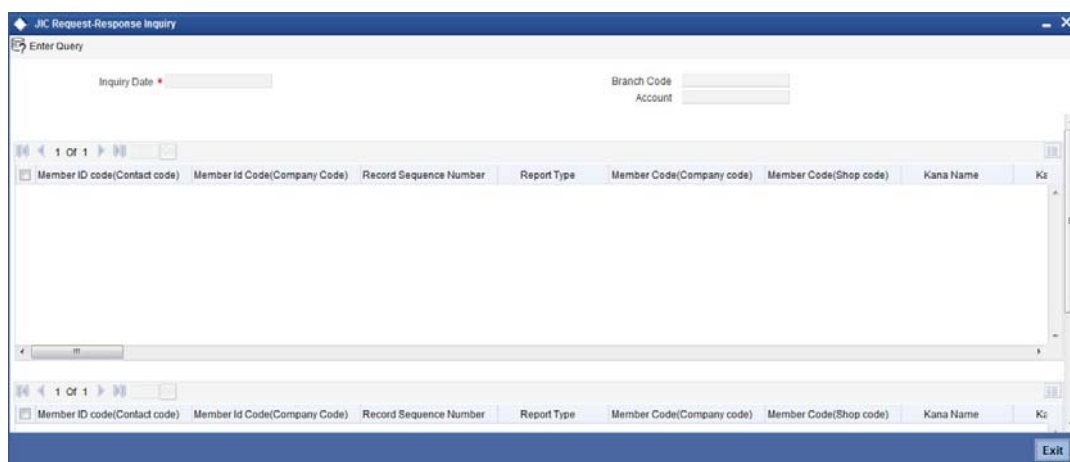 JIC Request-Response Inquiry
Enter Query
Inquiry Date *
Branch Code
Account
1 Of 1
Member ID code(Contact code) Member Id Code(Company Code) Record Sequence Number Report Type Member Code(Company code) Member Code(Shop code) Kana Name Ka
1 Of 1
Member ID code(Contact code) Member Id Code(Company Code) Record Sequence Number Report Type Member Code(Company code) Member Code(Shop code) Kana Name Ka
Exit